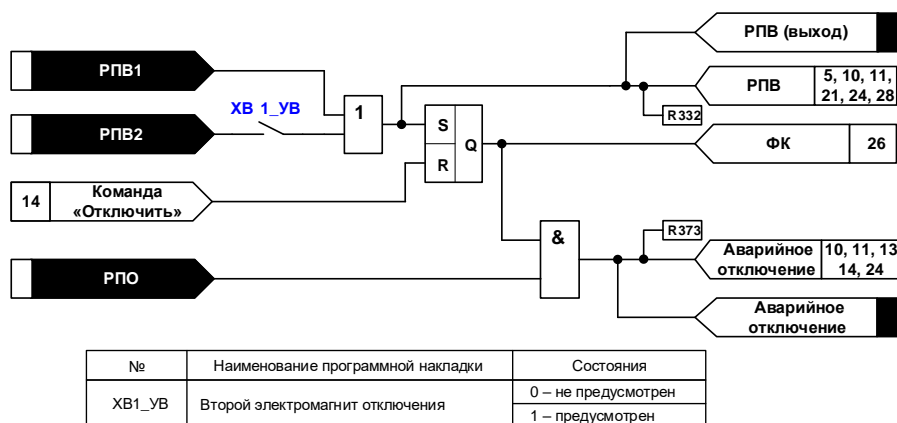 РПВ (выход)
РПВ1
РПВ
5, 10, 11,
21, 24, 28
ХВ 1_УВ
1
R332
РПВ2
S
Q
ФК
26
R
14
Команда
«Отключить»
&
R373
Аварийное
отключение
10, 11, 13
14, 24
РПО
Аварийное
отключение
№
Наименование программной накладки
Состояния
ХВ1_УВ
Второй электромагнит отключения
0 – не предусмотрен
1 – предусмотрен